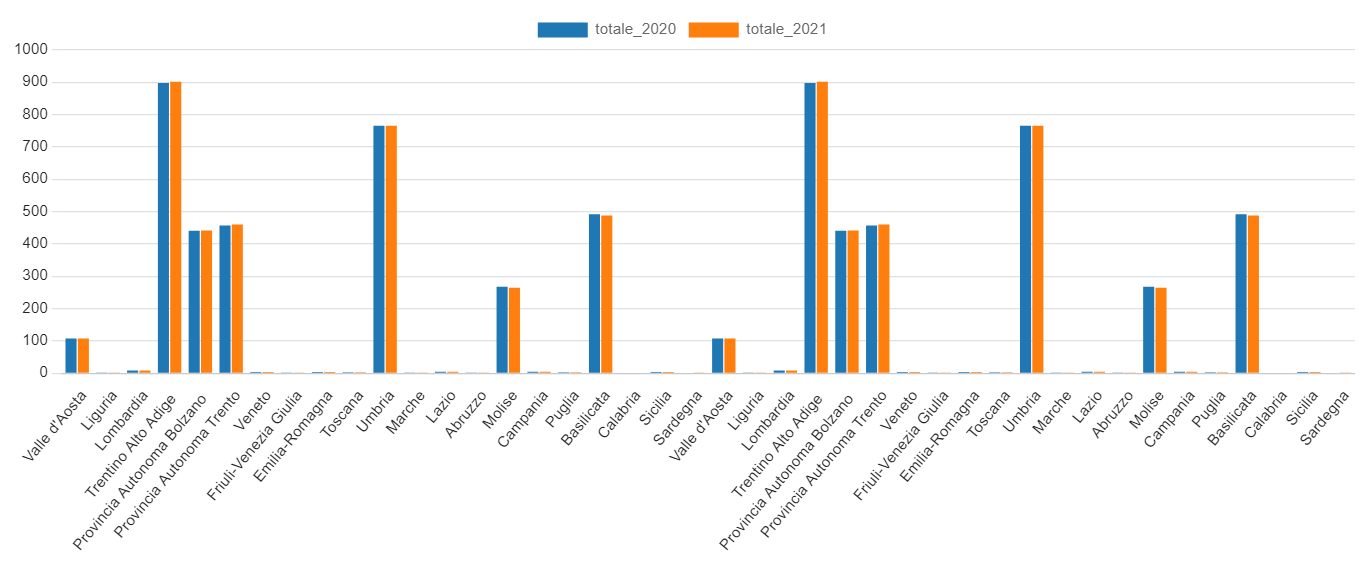 totale_2020 totale_2021
1000
900
800
700
600
500
400
300
200
100
0
Valle d'Aosta
Liguria
Lombardia
Trentino Alto Adige
Provincia Autonoma Bolzano
Provincia Autonoma Trento
Veneto
Friuli-Venezia Giulia
Emilia-Romagna
Toscana
Umbria
Marche
Lazio
Abruzzo
Molise
Campania
Puglia
Basilicata
Calabria
Sicilia
Sardegna
Valle d'Aosta
Liguria
Lombardia
Trentino Alto Adige
Provincia Autonoma Bolzano
Provincia Autonoma Trento
Veneto
Friuli-Venezia Giulia
Emilia-Romagna
Toscana
Umbria
Marche
Lazio
Abruzzo
Molise
Campania
Puglia
Basilicata
Calabria
Sicilia
Sardegna